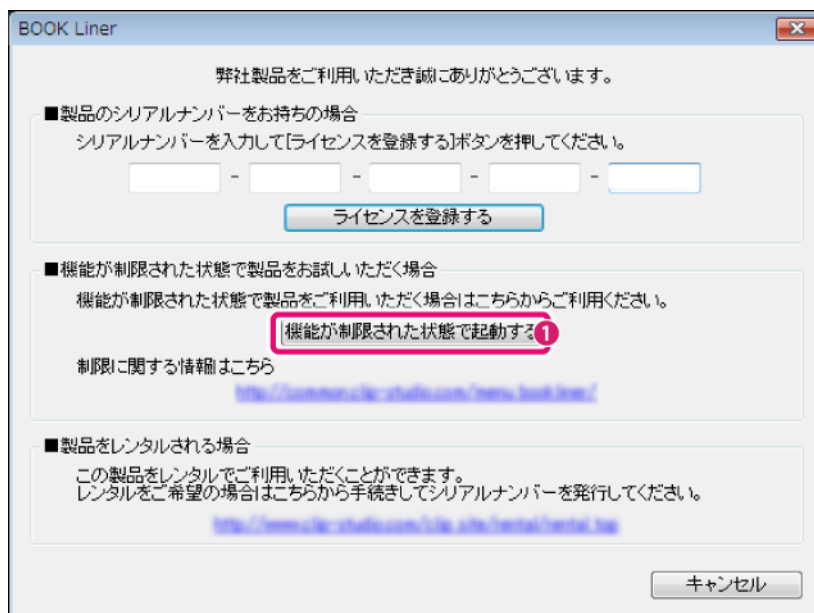 BOOK Liner
弊社製品をご利用いただき誠にありがとうございます。
■製品のシリアルナンバーをお持ちの場合
シリアルナンバーを入力して[ライセンスを登録する]ボタンを押してください。
- - - -
ライセンスを登録する
■機能が制限された状態で製品をお試しいただく場合
機能が制限された状態で製品をご利用いただく場合はこちらからご利用ください。
機能が制限された状態で起動する 1
制限に関する情報はこちら
■製品をレンタルされる場合
この製品をレンタルでご利用いただくことができます。
レンタルをご希望の場合はこちらから手続きしてシリアルナンバーを発行してください。
キャンセル